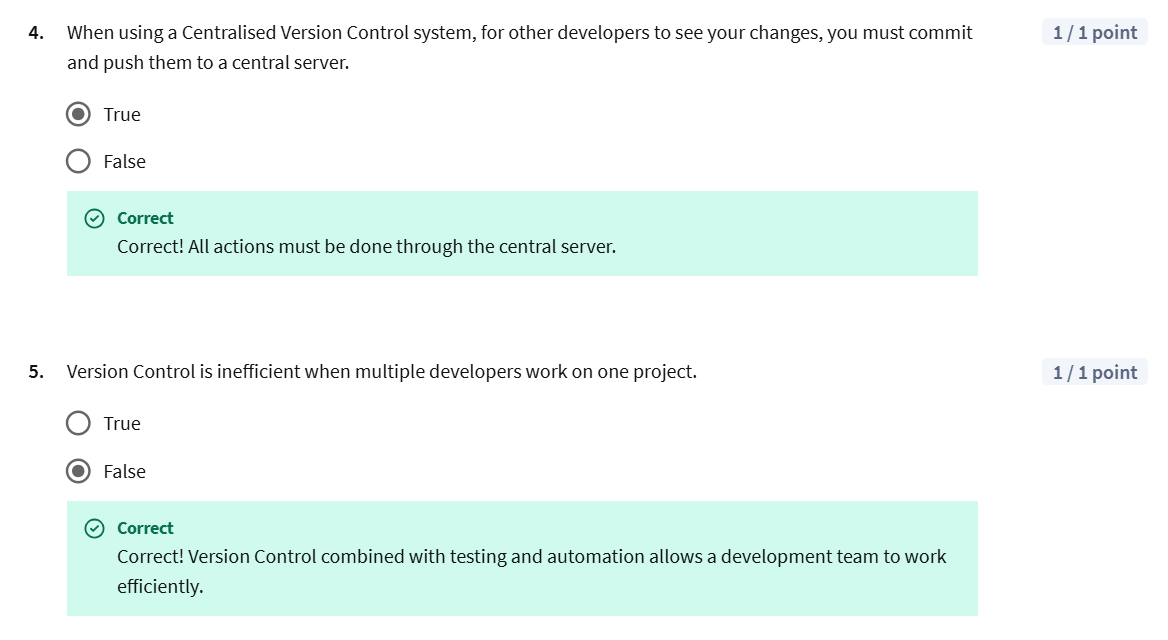 4. When using a Centralised Version Control system, for other developers to see your changes, you must commit 1 / 1 point
and push them to a central server.
True
False
Correct
Correct! All actions must be done through the central server.
5. Version Control is inefficient when multiple developers work on one project. 1 / 1 point
True
False
Correct
Correct! Version Control combined with testing and automation allows a development team to work
efficiently.